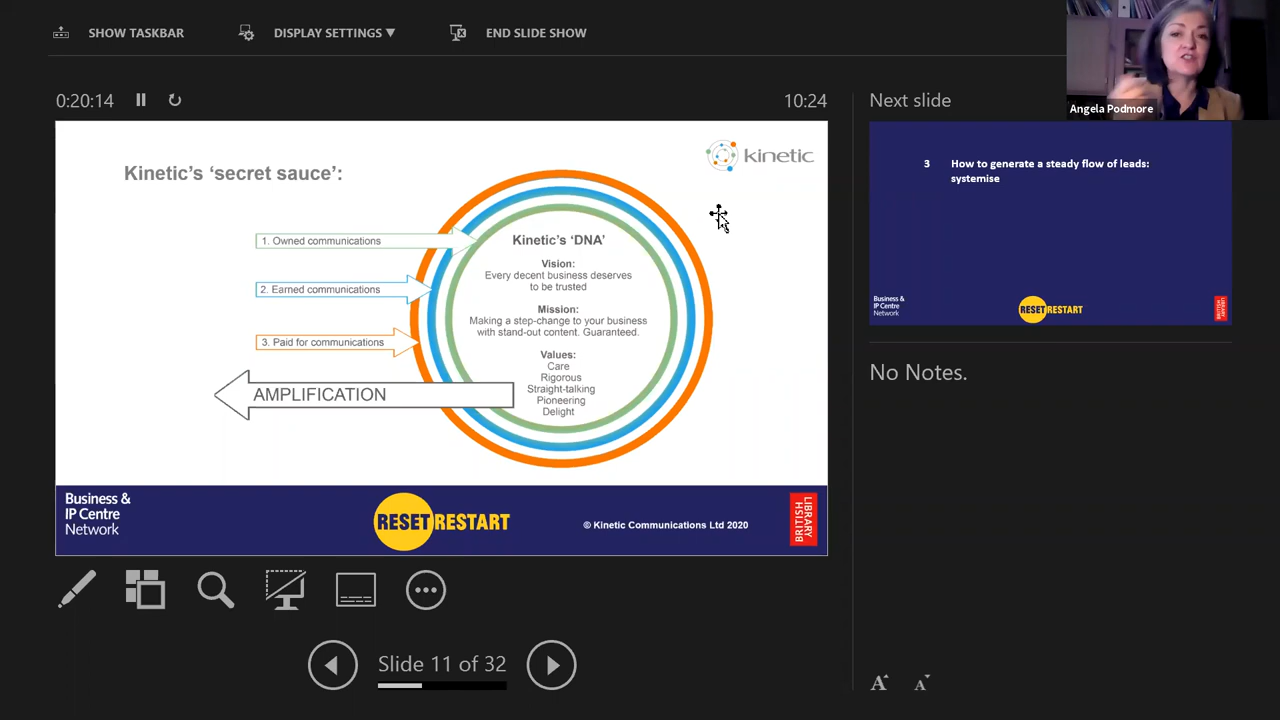 SHOW TASKBAR
DISPLAY SETTINGS ▼
END SLIDE SHOW
0:20:14
10:24
Next slide
Angela Podmore
Kinetic's 'secret sauce':
kinetic
1. Owned communications
2. Earned communications
3. Paid for communications
AMPLIFICATION
Kinetic's 'DNA'
Vision:
Every decent business deserves
to be trusted
Mission:
Making a step-change to your business
with stand-out content. Guaranteed.
Values:
Care
Rigorous
Straight-talking
Pioneering
Delight
Business &
IP Centre
Network
RESET RESTART
© Kinetic Communications Ltd 2020
LIBRARY
BRITISH
3 How to generate a steady flow of leads:
systemise
Business &
IP Centre
Network
RESET RESTART
LIBRARY
BRITISH
No Notes.
Slide 11 of 32
A A